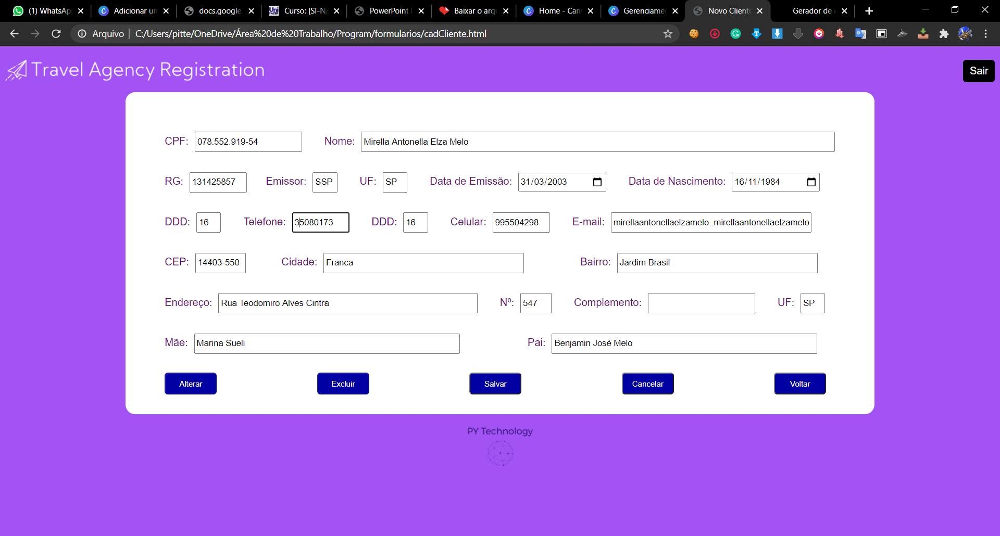 (1) WhatsAp
Adicionar un
docs.google.
Curso: [SI-N
PowerPoint
Baixar o arq
Home - Can
Gerenciame
Novo Cliente
Gerador de
Arquivo
C:/Users/pitte/OneDrive/Área%20de%20Trabalho/Program/formularios/cadCliente.html
Travel Agency Registration
Sair
CPF: 078.552.919-54 Nome: Mirella Antonella Elza Melo
RG: 131425857 Emissor: SSP UF: SP Data de Emissão: 31/03/2003 Data de Nascimento: 16/11/1984
DDD: 16 Telefone: 35080173 DDD: 16 Celular: 995504298 E-mail: mirellaantonellaelzamelo..mirellaantonellaelzamelo
CEP: 14403-550 Cidade: Franca Bairro: Jardim Brasil
Endereço: Rua Teodomiro Alves Cintra Nº: 547 Complemento: UF: SP
Mãe: Marina Sueli Pai: Benjamin José Melo
Alterar Excluir Salvar Cancelar Voltar
PY Technology